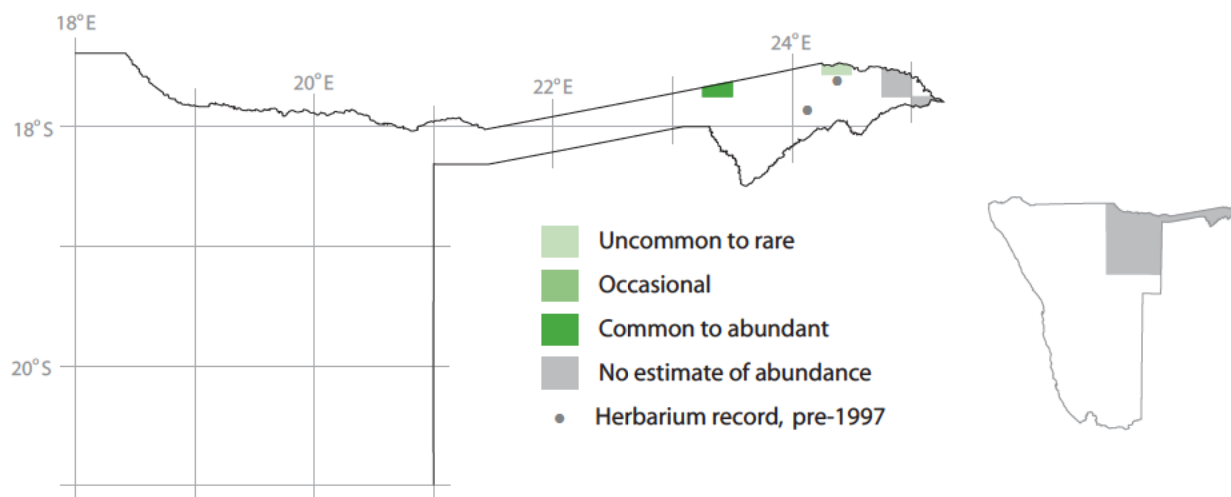 18°E
20°E
22°E
24°E
18°S
20°S
Uncommon to rare
Occasional
Common to abundant
No estimate of abundance
Herbarium record, pre-1997